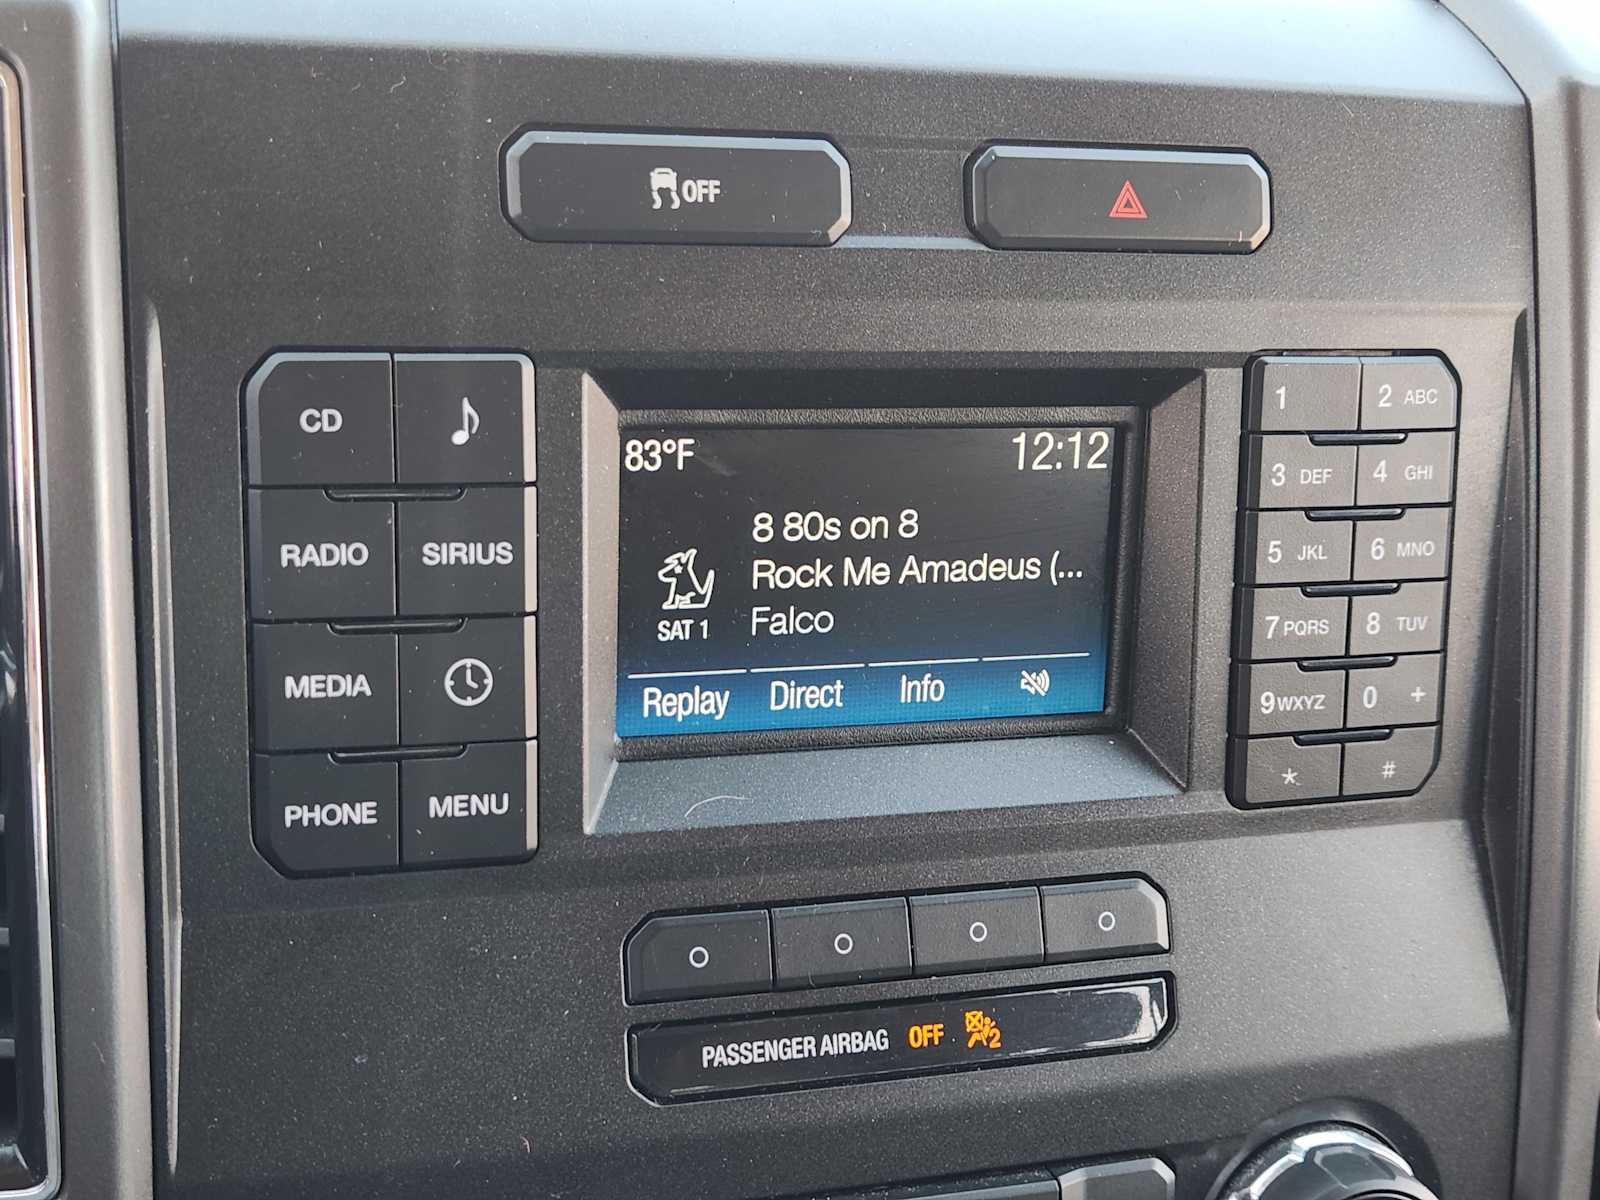 OFF
CD
RADIO SIRIUS
MEDIA
PHONE MENU
83°F 12:12
8 80s on 8
Rock Me Amadeus (...
Falco
SAT 1
Replay Direct Info
1 2 ABC
3 DEF 4 GHI
5 JKL 6 MNO
7 PQRS 8 TUV
9 WXYZ 0 +
* #
PASSENGER AIRBAG OFF 2